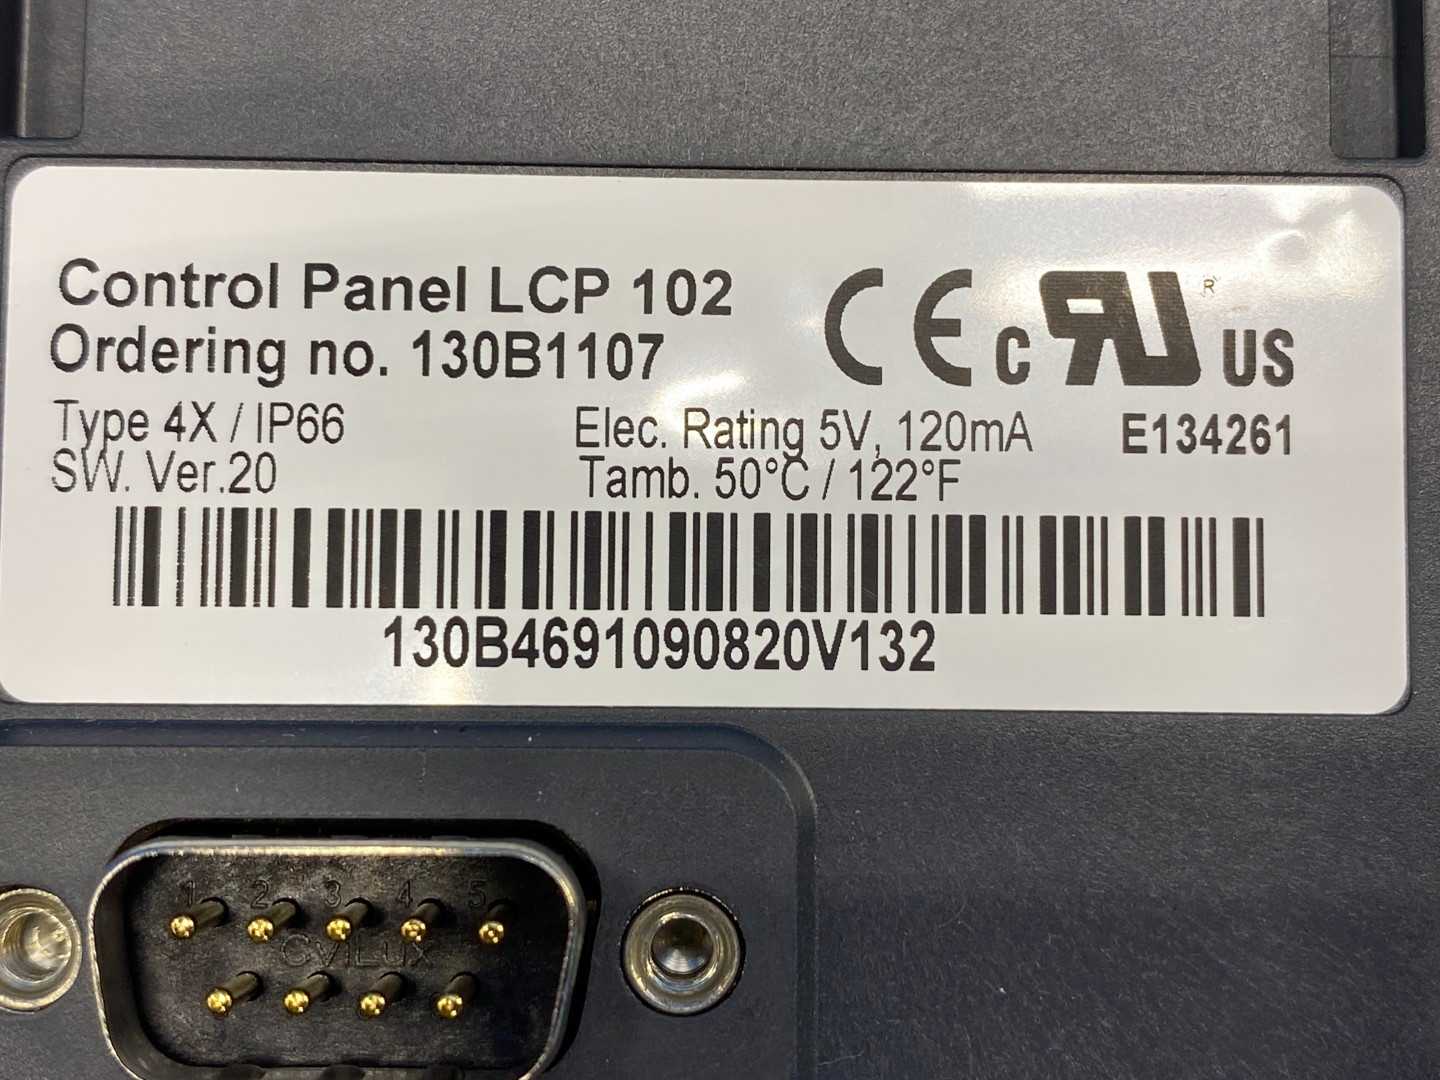 Control Panel LCP 102
Ordering no. 130B1107
CE c RU ® US
Type 4X / IP66
Elec. Rating 5V, 120mA
E134261
SW. Ver.20
Tamb. 50°C / 122°F
130B4691090820V132
1 2 3 4 5
CviLux